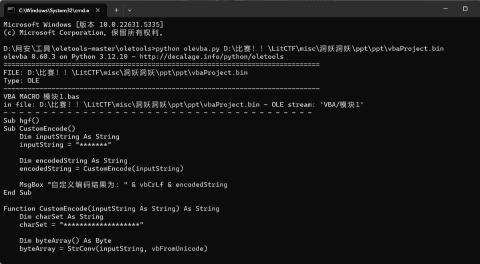 C:\Windows\System32\cmd.e
Microsoft Windows [版本 10.0.22631.5335]
(c) Microsoft Corporation。保留所有权利。
D:\网安\工具\oletools-master\oletools>python olevba.py D:\比赛！！\LitCTF\misc\洞妖洞妖\ppt\ppt\vbaProject.bin
olevba 0.60.3 on Python 3.12.10 - http://decalage.info/python/oletools
===============================================================================
FILE: D:\比赛！！\LitCTF\misc\洞妖洞妖\ppt\ppt\vbaProject.bin
Type: OLE
-------------------------------------------------------------------------------
VBA MACRO 模块1.bas
in file: D:\比赛！！\LitCTF\misc\洞妖洞妖\ppt\ppt\vbaProject.bin - OLE stream: 'VBA/模块1'
- - - - - - - - - - - - - - - - - - - - - - - - - - - - - - - - - - - - - - -
Sub hgf()
Sub CustomEncode()
    Dim inputString As String
    inputString = "*******"
    Dim encodedString As String
    encodedString = CustomEncode(inputString)
    MsgBox "自定义编码结果为: " & vbCrLf & encodedString
End Sub
Function CustomEncode(inputString As String) As String
    Dim charSet As String
    charSet = "*******************"
    Dim byteArray() As Byte
    byteArray = StrConv(inputString, vbFromUnicode)